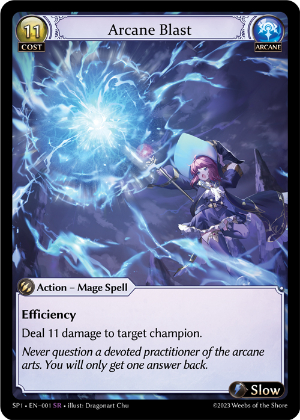 Arcane Blast
11
COST
ARCANE
Action – Mage Spell
Efficiency
Deal 11 damage to target champion.
Never question a devoted practitioner of the arcane
arts. You will only get one answer back.
Slow
SP1 • EN–001 SR • illust: Dragonart Chu
©2023 Weebs of the Shore